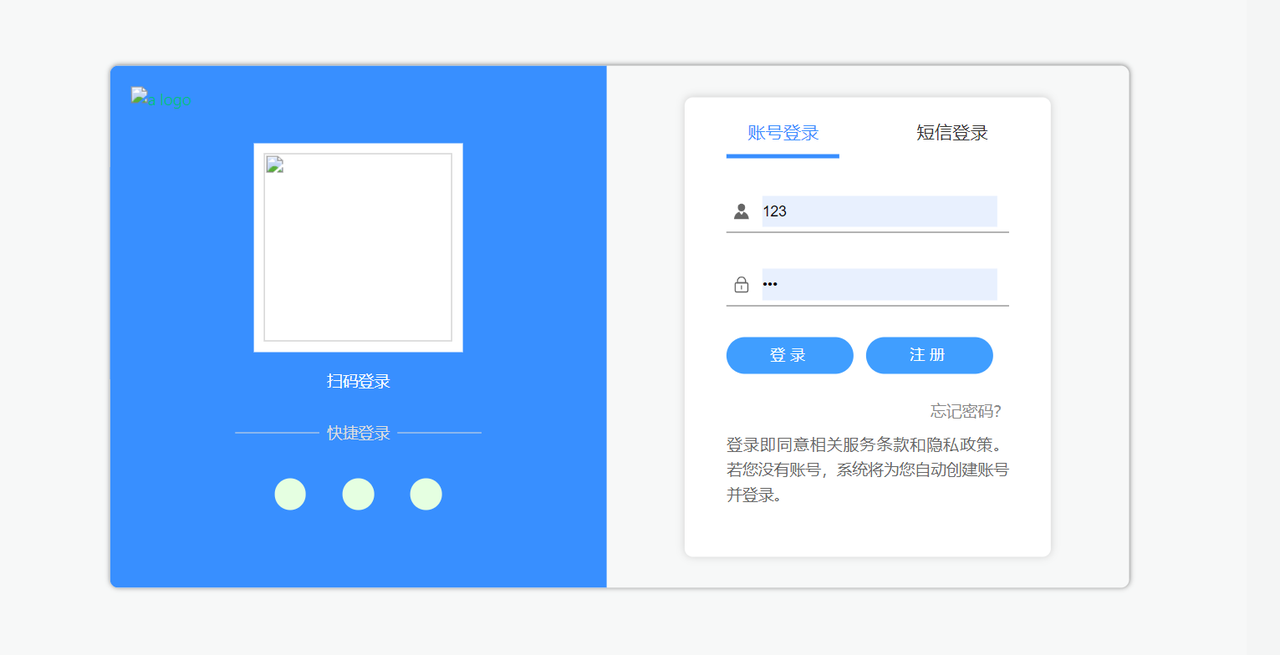 扫码登录
快捷登录
账号登录 短信登录
123
•••
登 录 注 册
忘记密码?
登录即同意相关服务条款和隐私政策。
若您没有账号，系统将为您自动创建账号
并登录。